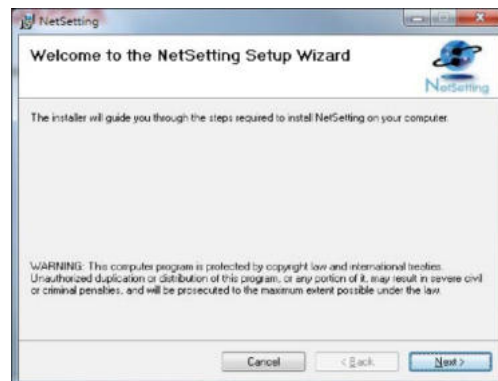 NetSetting
Welcome to the NetSetting Setup Wizard
NetSetting
The installer will guide you through the steps required to install NetSetting on your computer.
WARNING: This computer program is protected by copyright law and international treaties.
Unauthorized duplication or distribution of this program, or any portion of it, may result in severe civil
or criminal penalties, and will be prosecuted to the maximum extent possible under the law.
Cancel
< Back
Next >